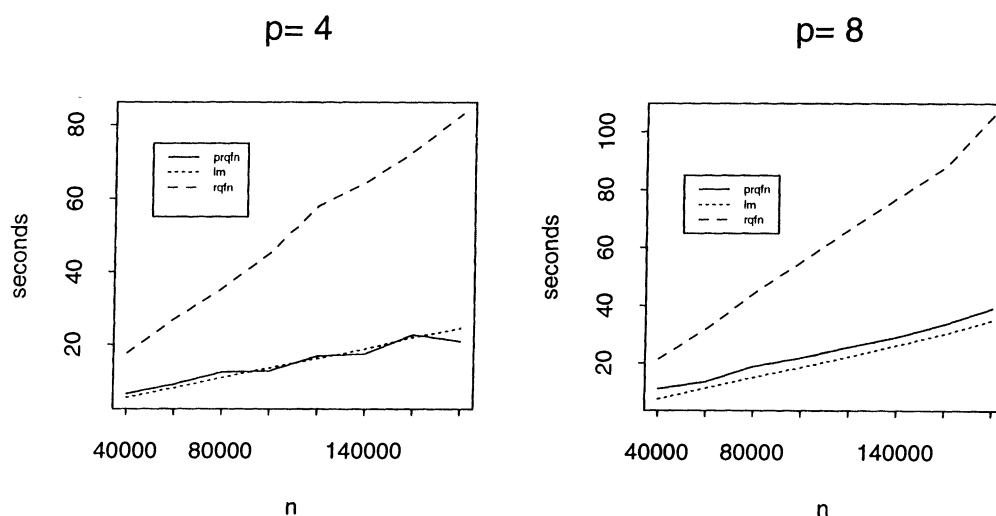 p= 4
80
60
40
20
seconds
prqfn
lm
rqfn
40000 80000 140000
n
p= 8
100
80
60
40
20
seconds
prqfn
lm
rqfn
40000 80000 140000
n